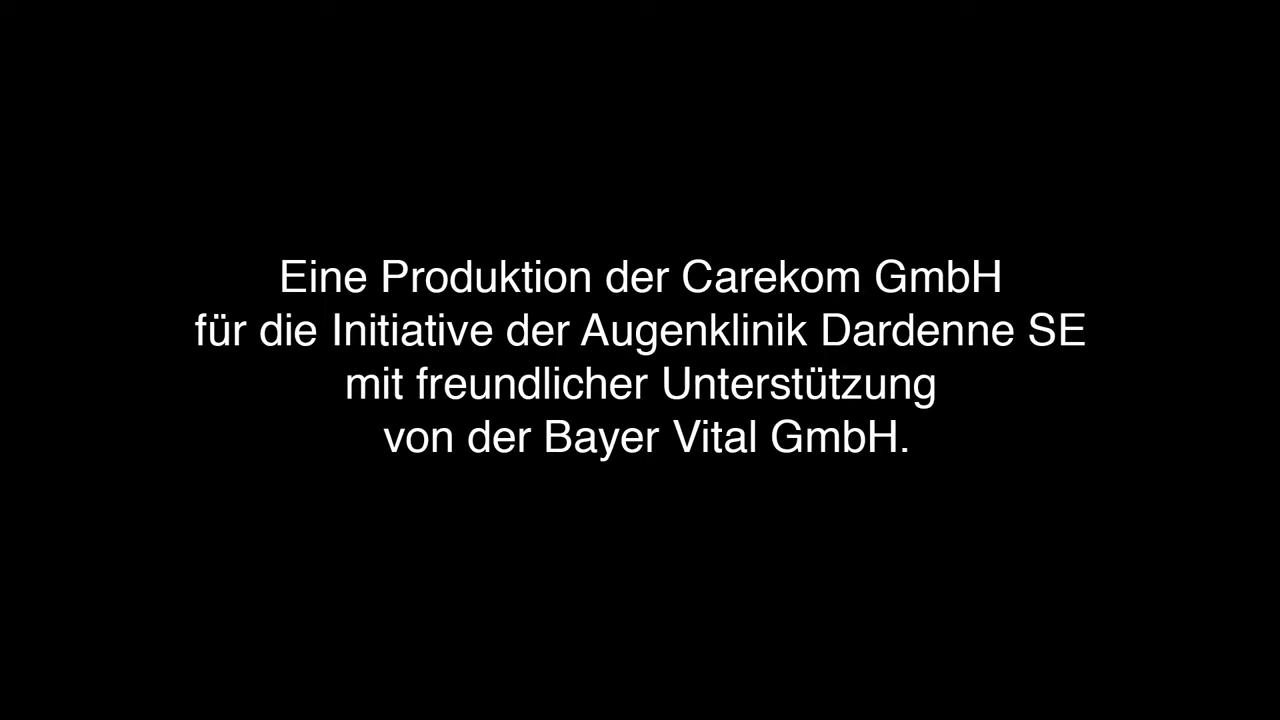 Eine Produktion der Carekom GmbH
für die Initiative der Augenklinik Dardenne SE
mit freundlicher Unterstützung
von der Bayer Vital GmbH.